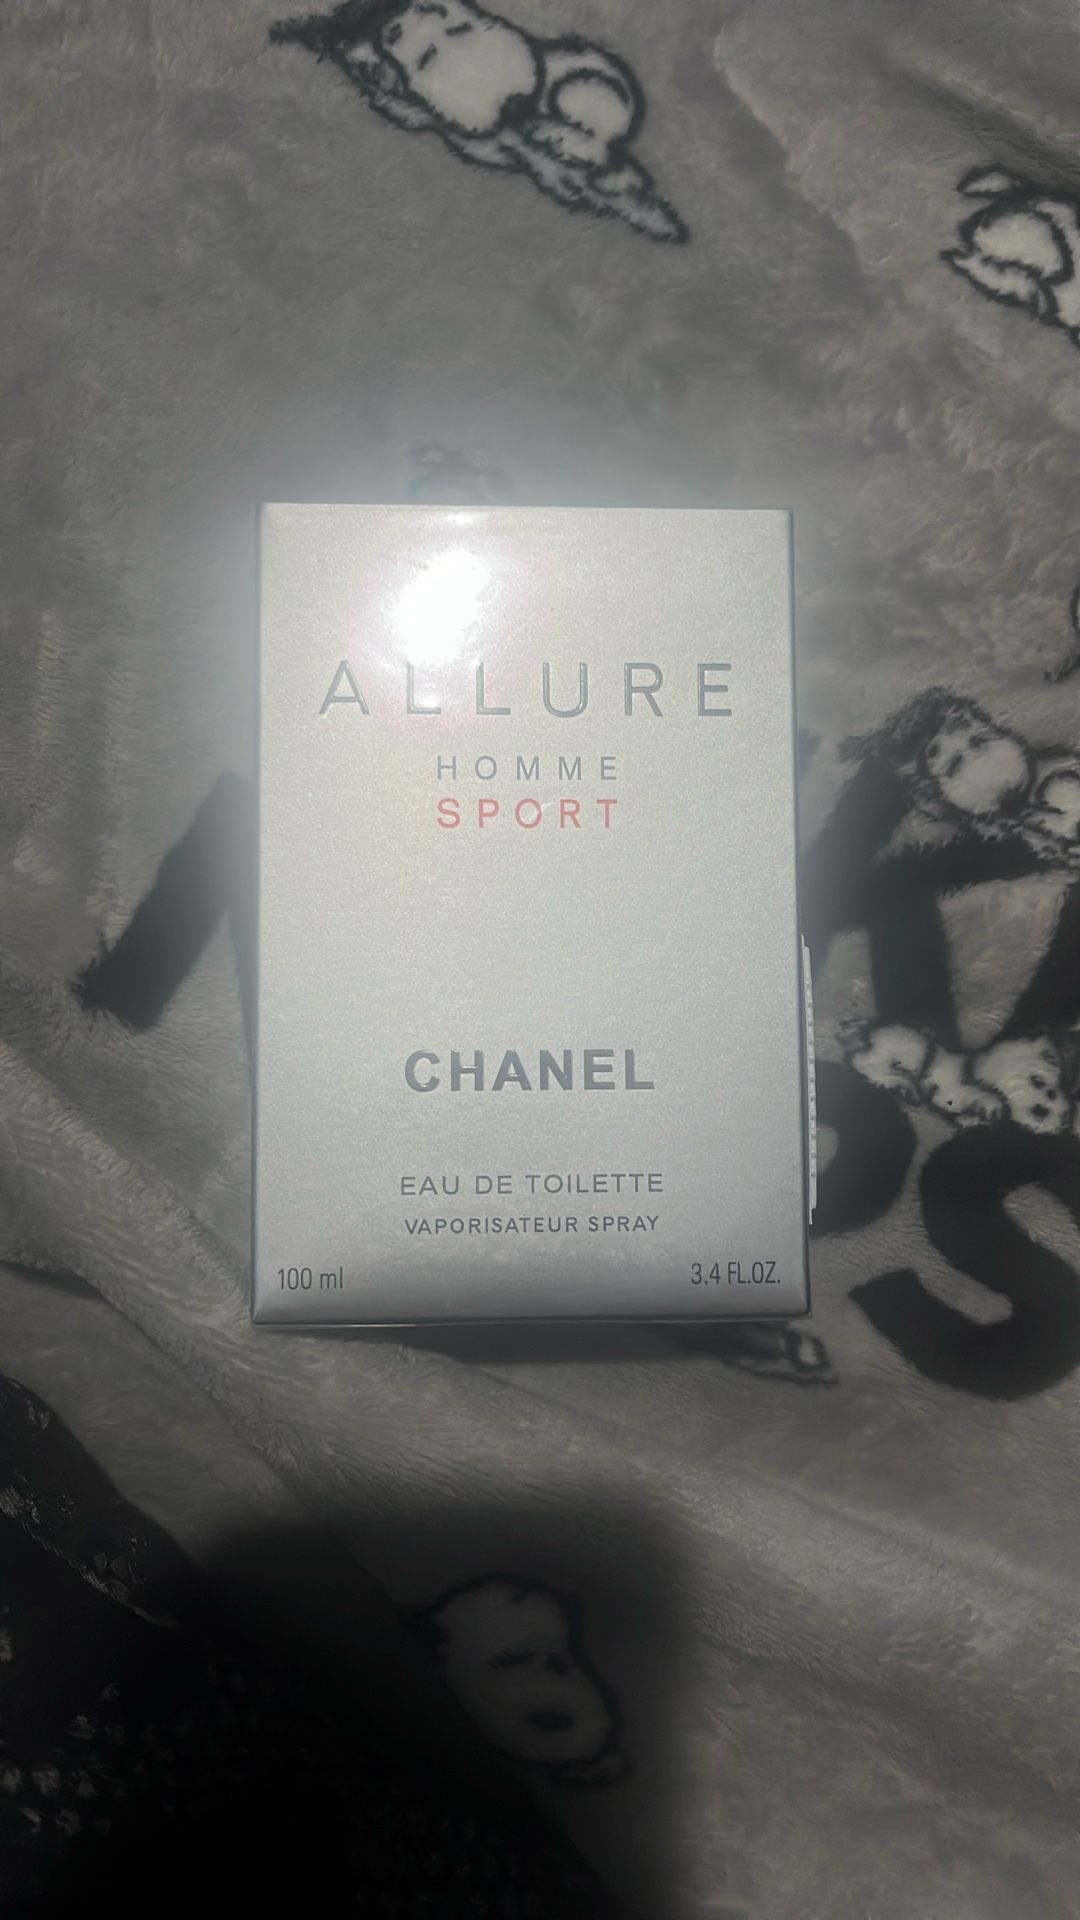 ALLURE
HOMME
SPORT
CHANEL
EAU DE TOILETTE
VAPORISATEUR SPRAY
100 ml
3,4 FL.OZ.